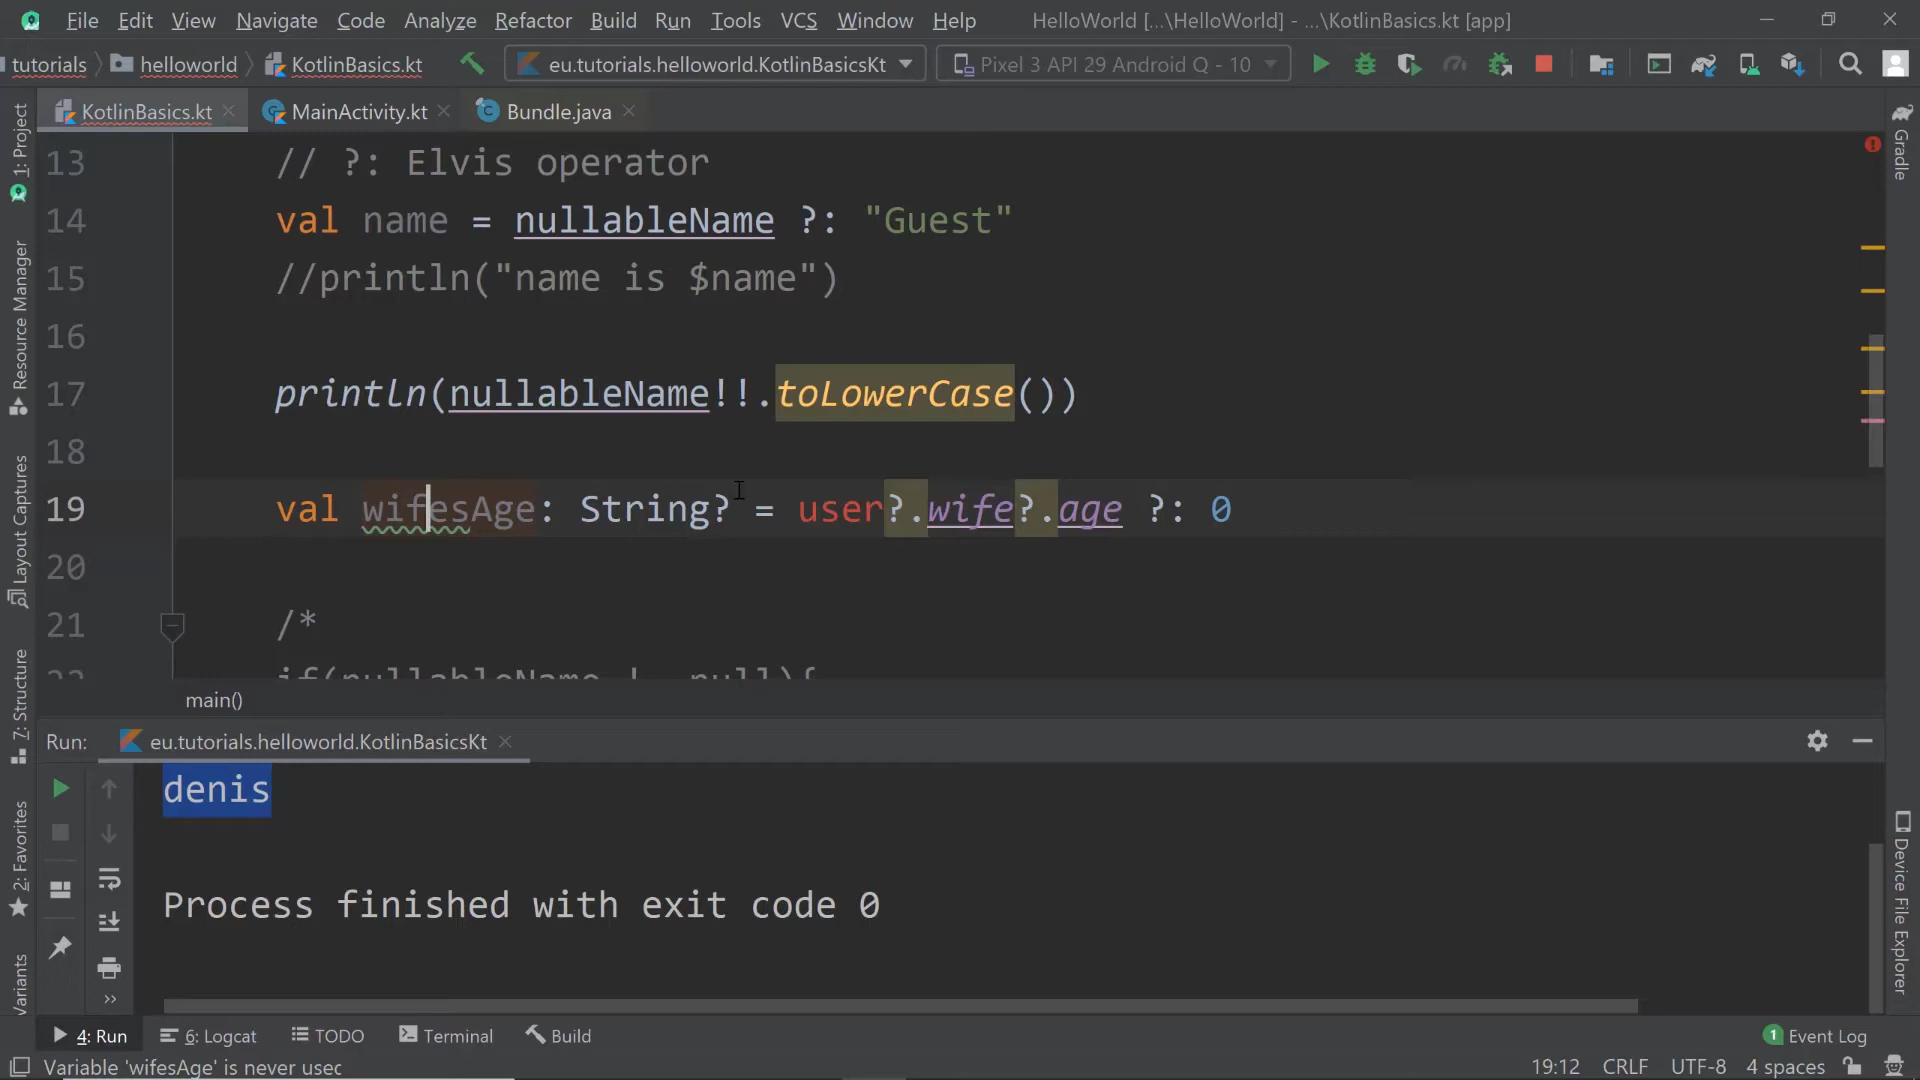 File Edit View Navigate Code Analyze Refactor Build Run Tools VCS Window Help HelloWorld [...\HelloWorld] - ...\KotlinBasics.kt [app]
tutorials helloworld KotlinBasics.kt eu.tutorials.helloworld.KotlinBasicsKt Pixel 3 API 29 Android Q - 10
KotlinBasics.kt MainActivity.kt Bundle.java
1: Project
Resource Manager
Layout Captures
7: Structure
2: Favorites
Variants
Gradle
Device File Explorer
13 // ?: Elvis operator
14 val name = nullableName ?: "Guest"
15 //println("name is $name")
16
17 println(nullableName!!.toLowerCase())
18
19 val wifesAge: String? = user?.wife?.age ?: 0
20
21 /*
main()
Run: eu.tutorials.helloworld.KotlinBasicsKt
denis
Process finished with exit code 0
4: Run 6: Logcat TODO Terminal Build 1 Event Log
Variable 'wifesAge' is never usec 19:12 CRLF UTF-8 4 spaces